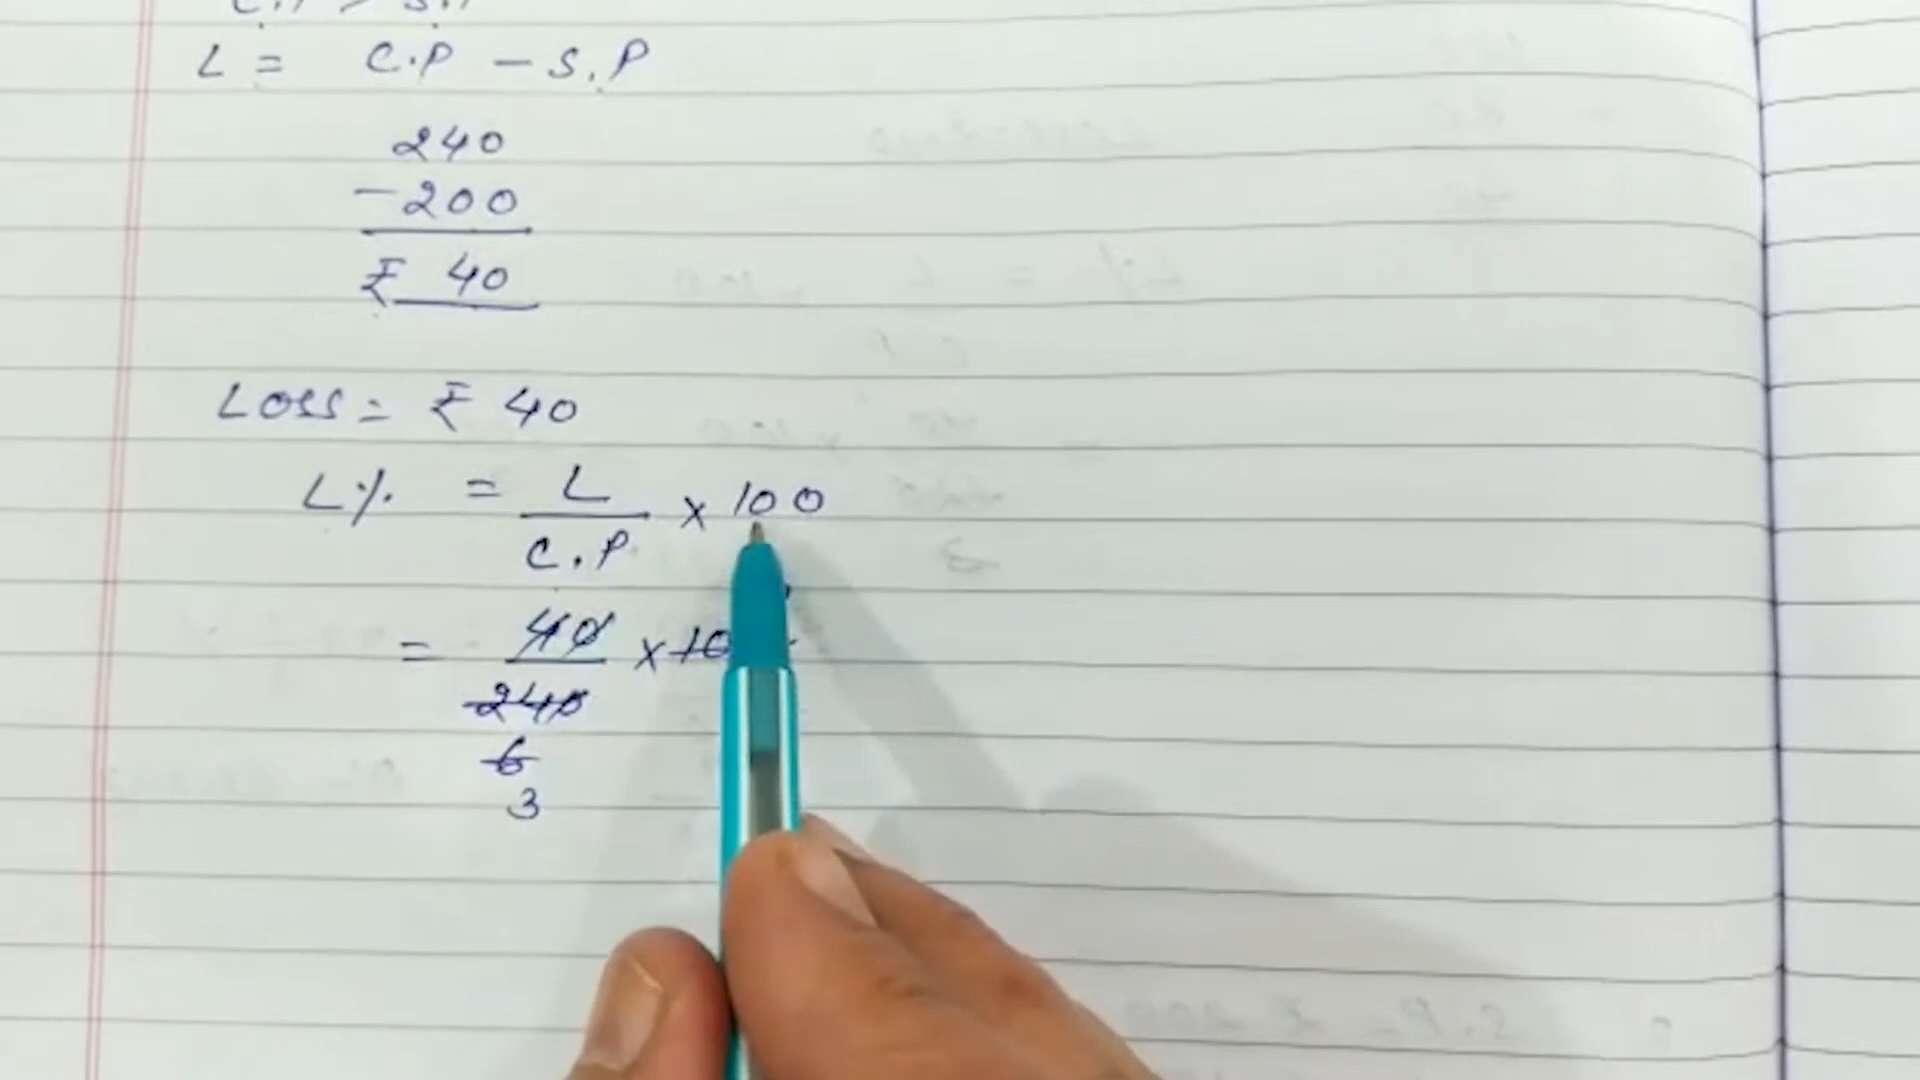 L = C.P - S.P
240
-200
₹ 40
Loss = ₹ 40
L% = L/C.P × 100
= 40/240 × 10
6
3